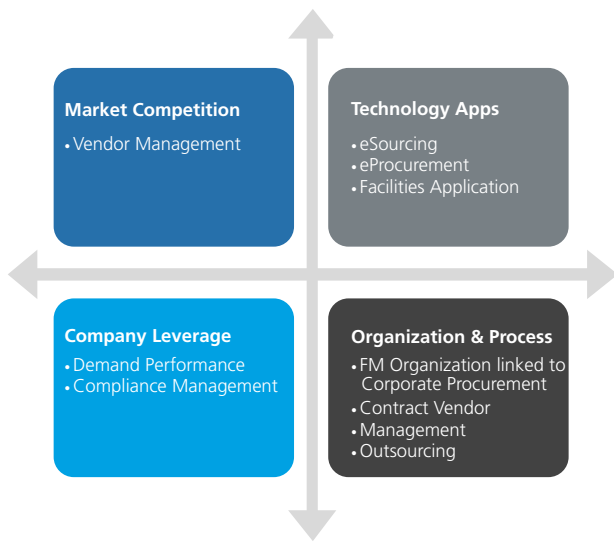 Market Competition
• Vendor Management
Technology Apps
• eSourcing
• eProcurement
• Facilities Application
Company Leverage
• Demand Performance
• Compliance Management
Organization & Process
• FM Organization linked to
Corporate Procurement
• Contract Vendor
• Management
• Outsourcing